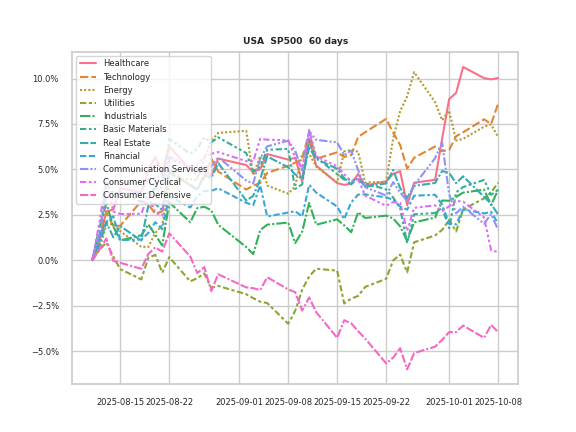 USA SP500 60 days
Healthcare
Technology
Energy
Utilities
Industrials
Basic Materials
Real Estate
Financial
Communication Services
Consumer Cyclical
Consumer Defensive
10.0%
7.5%
5.0%
2.5%
0.0%
−2.5%
−5.0%
2025-08-15 2025-08-22 2025-09-01 2025-09-08 2025-09-15 2025-09-22 2025-10-01 2025-10-08